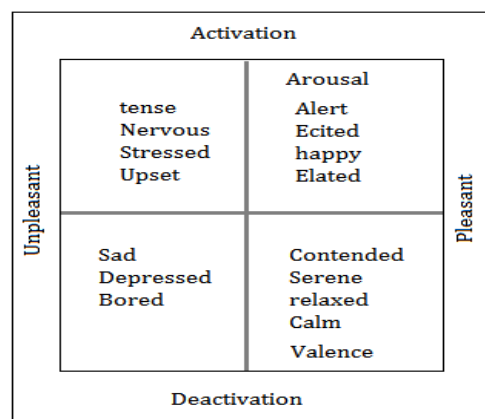 Activation
Arousal
tense
Nervous
Stressed
Upset
Alert
Ecited
happy
Elated
Unpleasant
Pleasant
Sad
Depressed
Bored
Contended
Serene
relaxed
Calm
Valence
Deactivation